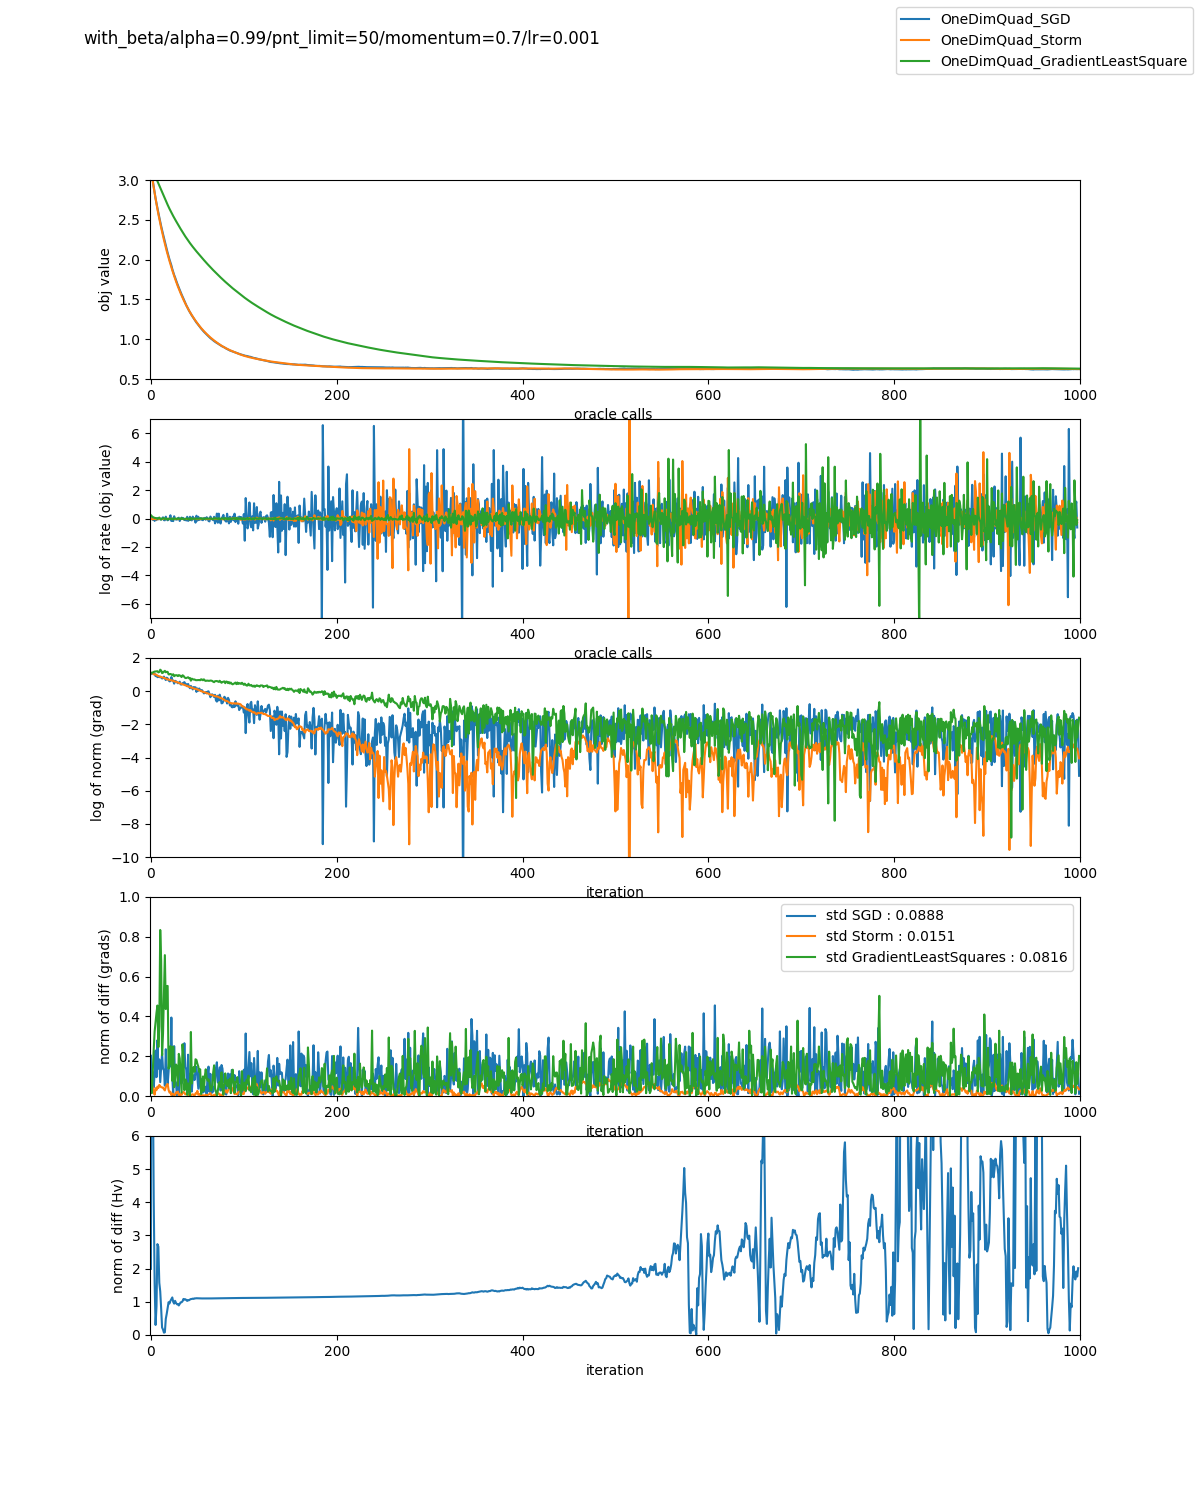 with_beta/alpha=0.99/pnt_limit=50/momentum=0.7/lr=0.001
OneDimQuad_SGD
OneDimQuad_Storm
OneDimQuad_GradientLeastSquare
obj value
3.0
2.5
2.0
1.5
1.0
0.5
0 200 400 600 800 1000
oracle calls
log of rate (obj value)
6
4
2
0
−2
−4
−6
0 200 400 600 800 1000
oracle calls
log of norm (grad)
2
0
−2
−4
−6
−8
−10
0 200 400 600 800 1000
iteration
norm of diff (grads)
1.0
0.8
0.6
0.4
0.2
0.0
std SGD : 0.0888
std Storm : 0.0151
std GradientLeastSquares : 0.0816
0 200 400 600 800 1000
iteration
norm of diff (Hv)
6
5
4
3
2
1
0
0 200 400 600 800 1000
iteration